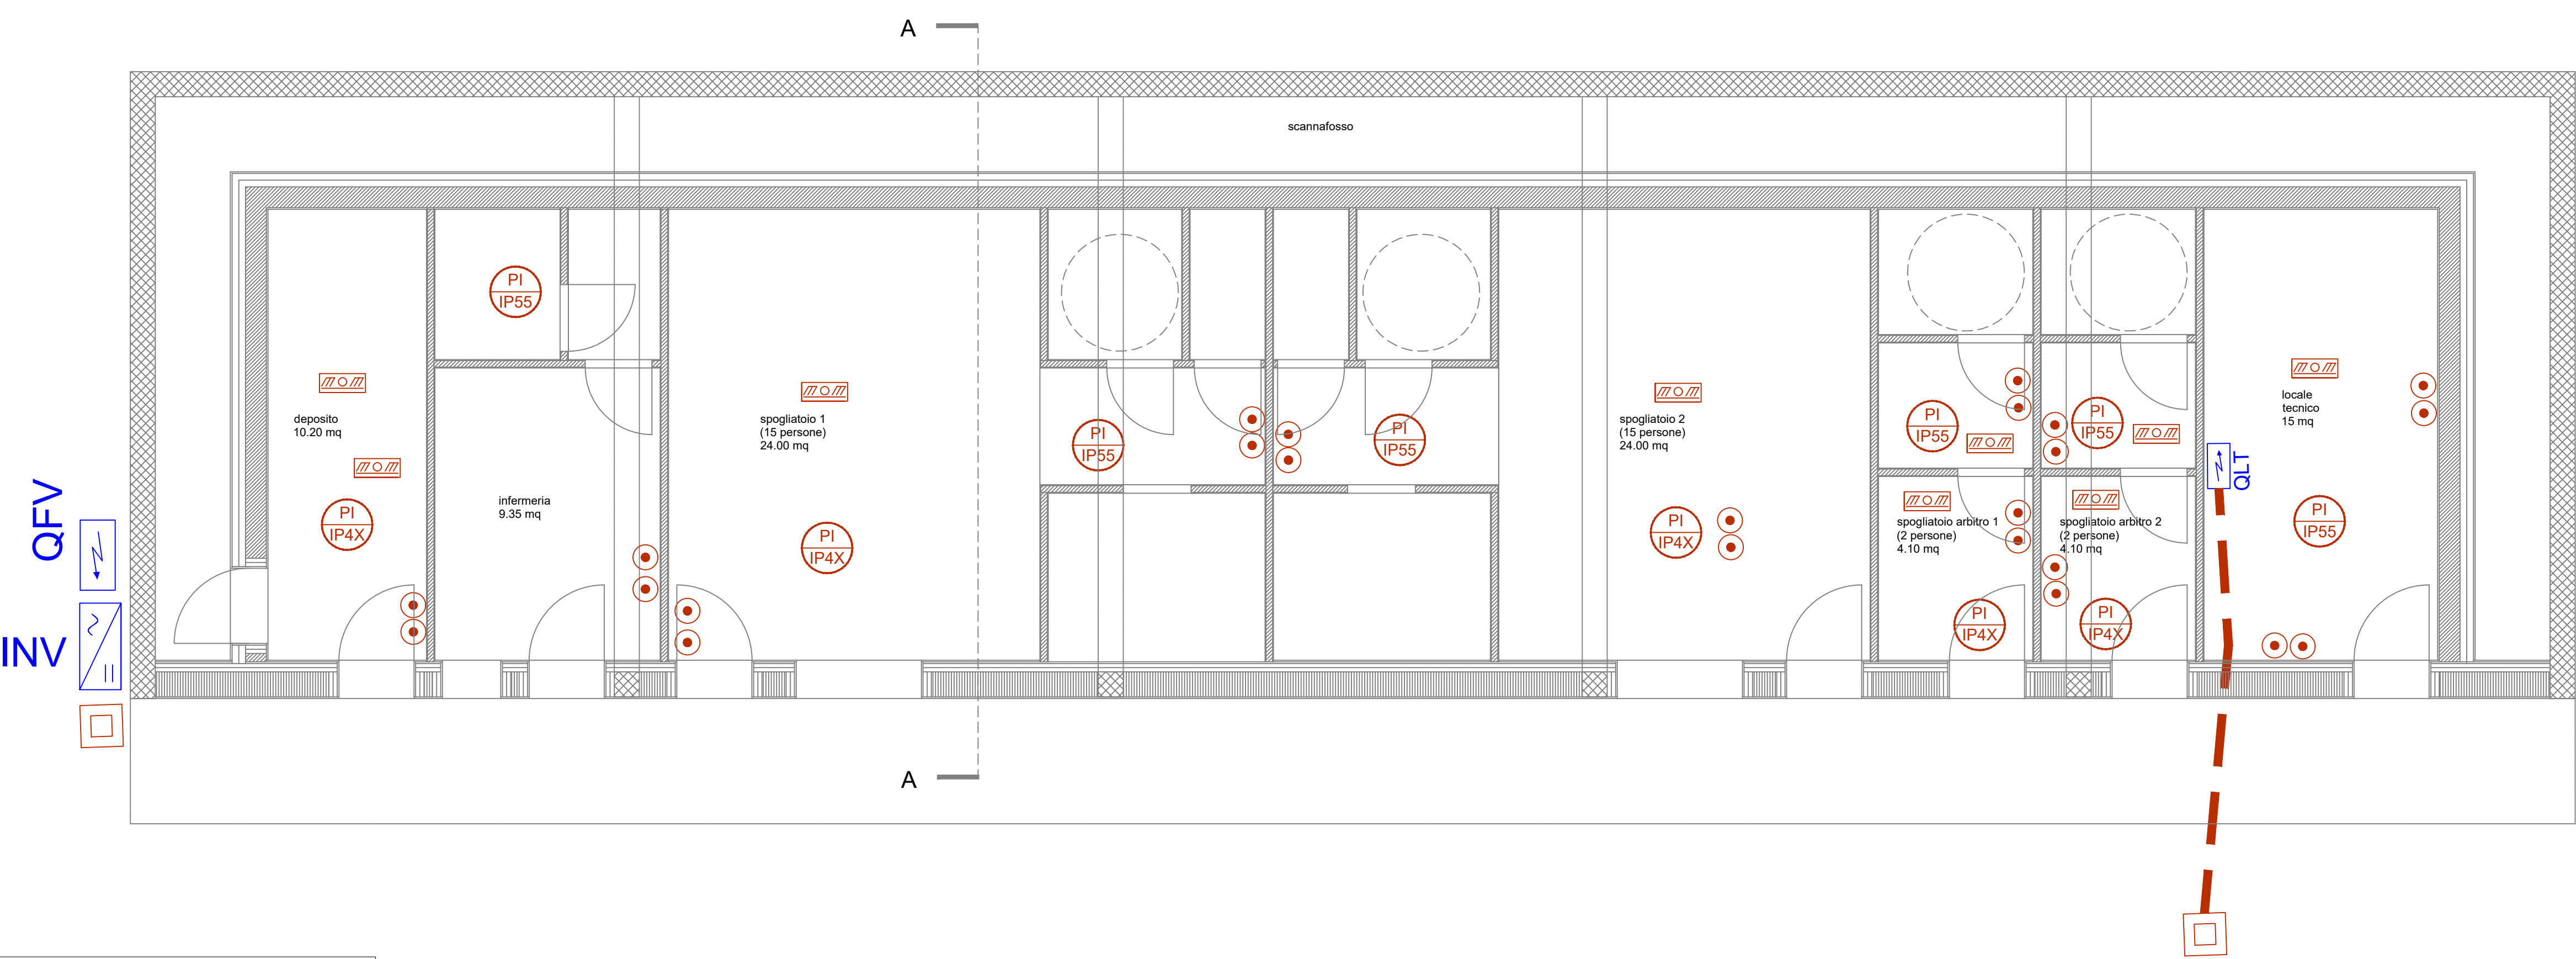 A
scannafosso
PI
IP55
deposito
10.20 mq
PI
IP4X
infermeria
9.35 mq
spogliatoio 1
(15 persone)
24.00 mq
PI
IP4X
PI
IP55
PI
IP55
spogliatoio 2
(15 persone)
24.00 mq
PI
IP4X
PI
IP55
PI
IP55
spogliatoio arbitro 1
(2 persone)
4.10 mq
spogliatoio arbitro 2
(2 persone)
4.10 mq
PI
IP4X
PI
IP4X
locale
tecnico
15 mq
QLT
PI
IP55
QFV
INV
A